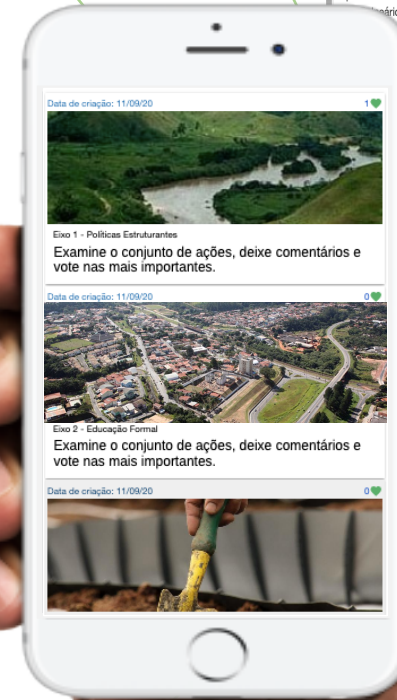 Data de criação: 11/09/20 1
Eixo 1 - Políticas Estruturantes
Examine o conjunto de ações, deixe comentários e
vote nas mais importantes.
Data de criação: 11/09/20 0
Eixo 2 - Educação Formal
Examine o conjunto de ações, deixe comentários e
vote nas mais importantes.
Data de criação: 11/09/20 0